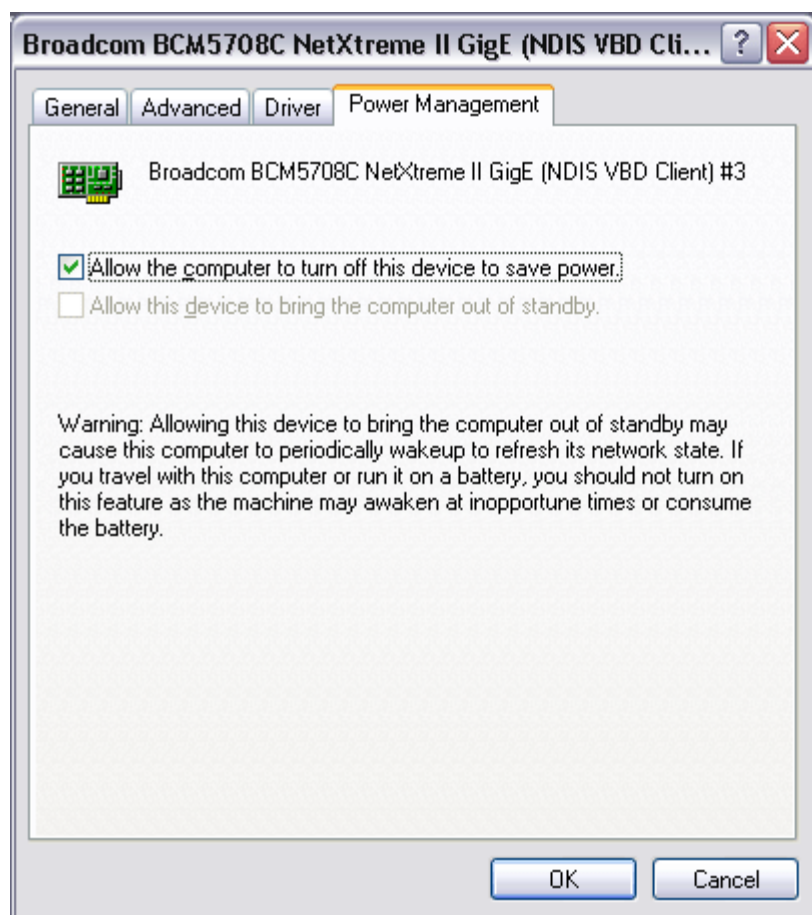 Broadcom BCM5708C NetXtreme II GigE (NDIS VBD Cli...
General Advanced Driver Power Management
Broadcom BCM5708C NetXtreme II GigE (NDIS VBD Client) #3
Allow the computer to turn off this device to save power.
Allow this device to bring the computer out of standby.
Warning: Allowing this device to bring the computer out of standby may
cause this computer to periodically wakeup to refresh its network state. If
you travel with this computer or run it on a battery, you should not turn on
this feature as the machine may awaken at inopportune times or consume
the battery.
OK Cancel